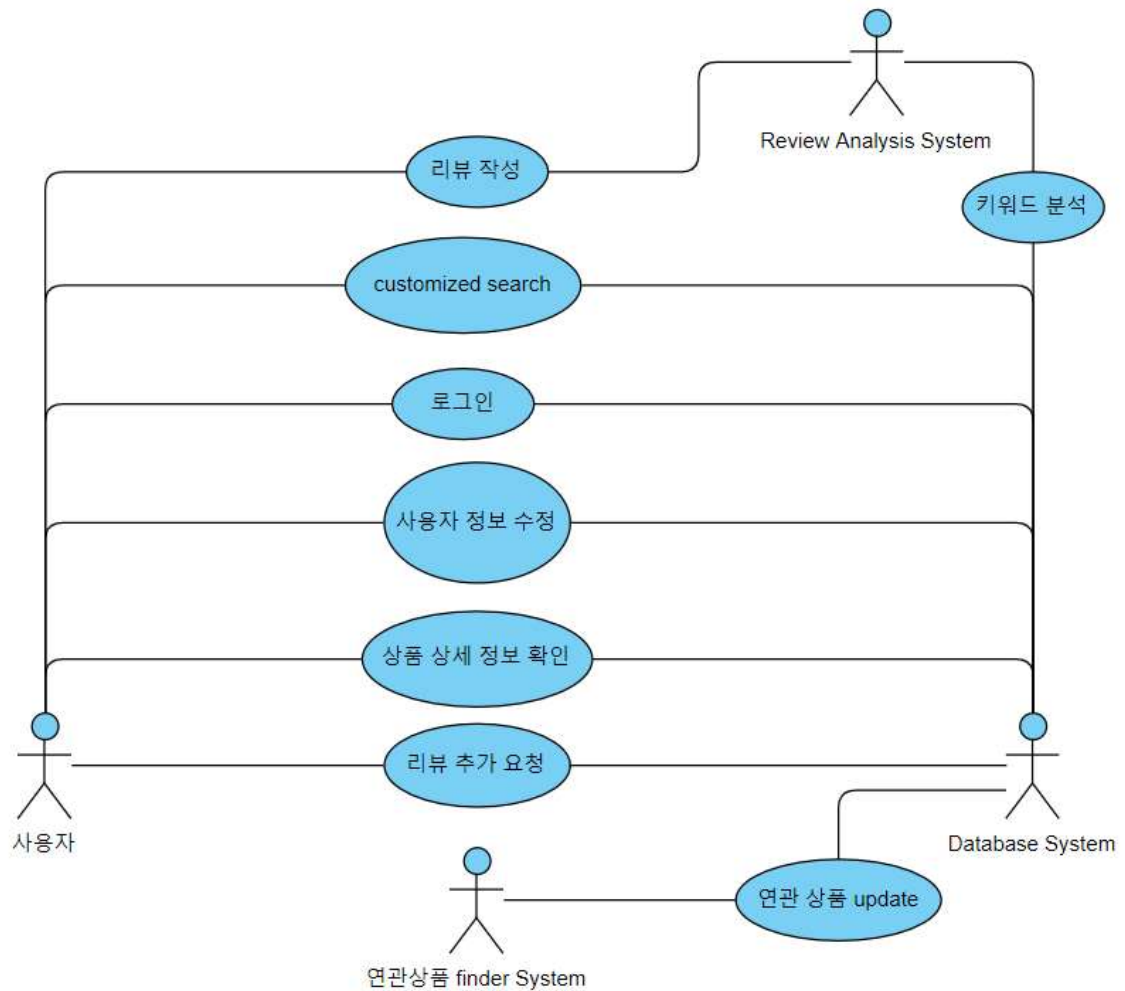 Review Analysis System
리뷰 작성
키워드 분석
customized search
로그인
사용자 정보 수정
상품 상세 정보 확인
리뷰 추가 요청
사용자
Database System
연관 상품 update
연관상품 finder System